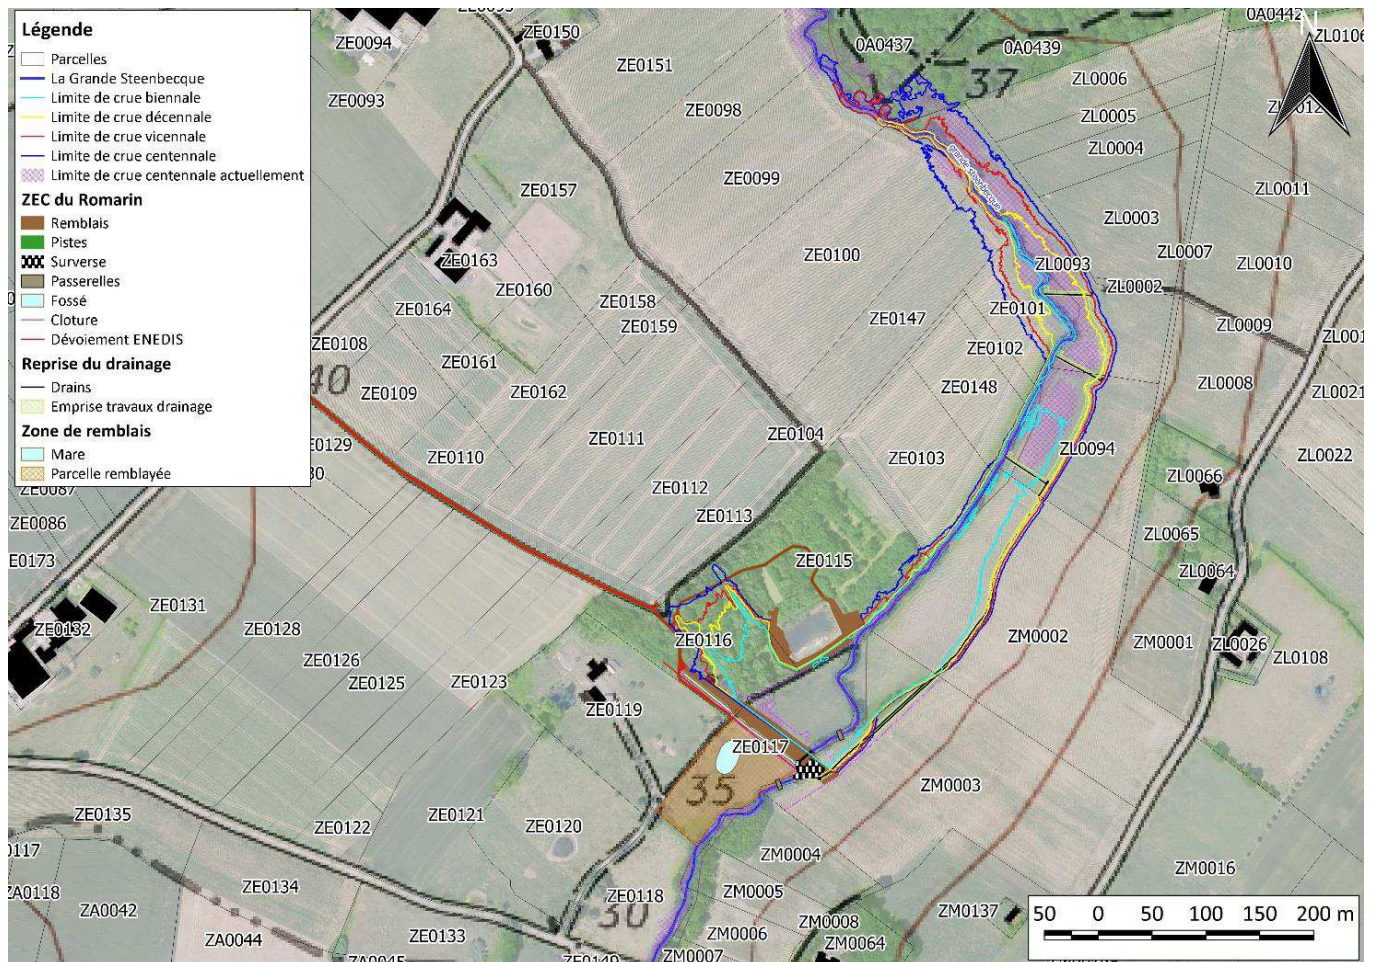 Légende
Parcelles
La Grande Steenbecque
Limite de crue biennale
Limite de crue décennale
Limite de crue vicennale
Limite de crue centennale
Limite de crue centennale actuellement
ZEC du Romarin
Remblais
Pistes
Surverse
Passerelles
Fossé
Cloture
Dévoiement ENEDIS
Reprise du drainage
Drains
Emprise travaux drainage
Zone de remblais
Mare
Parcelle remblayée
ZE0094
ZE0150
ZE0093
ZE0151
ZE0098
0A0437
0A0439
0A0442
N
37
ZL0006
ZL0005
ZL0004
ZL0106
ZE0157
ZE0099
grande steenbecque
ZL0011
ZL0003
ZE0163
ZE0100
ZL0093
ZL0007
ZL0010
ZE0160
ZE0158
ZE0164
ZE0159
ZE0147
ZE0101
ZL0002
ZL0009
ZE0108
ZE0161
ZE0102
40
ZE0109
ZE0162
ZE0148
ZL0008
ZL0021
ZE0111
ZE0104
ZE0110
ZE0103
ZL0094
ZL0022
ZE0112
ZL0066
ZE0086
ZE0113
ZL0065
ZE0115
ZL0064
ZE0131
ZE0132
ZE0128
ZE0116
ZM0002
ZM0001
ZL0026
ZL0108
ZE0126
ZE0125
ZE0123
ZE0119
ZE0117
35
ZM0003
ZE0135
ZE0122
ZE0121
ZE0120
ZM0004
ZM0016
ZA0118
ZE0134
ZE0118
ZM0005
ZA0042
30
ZM0008
ZM0137
ZA0044
ZE0133
ZM0006
ZM0064
ZA0045
ZE0149
ZM0007
50 0 50 100 150 200 m